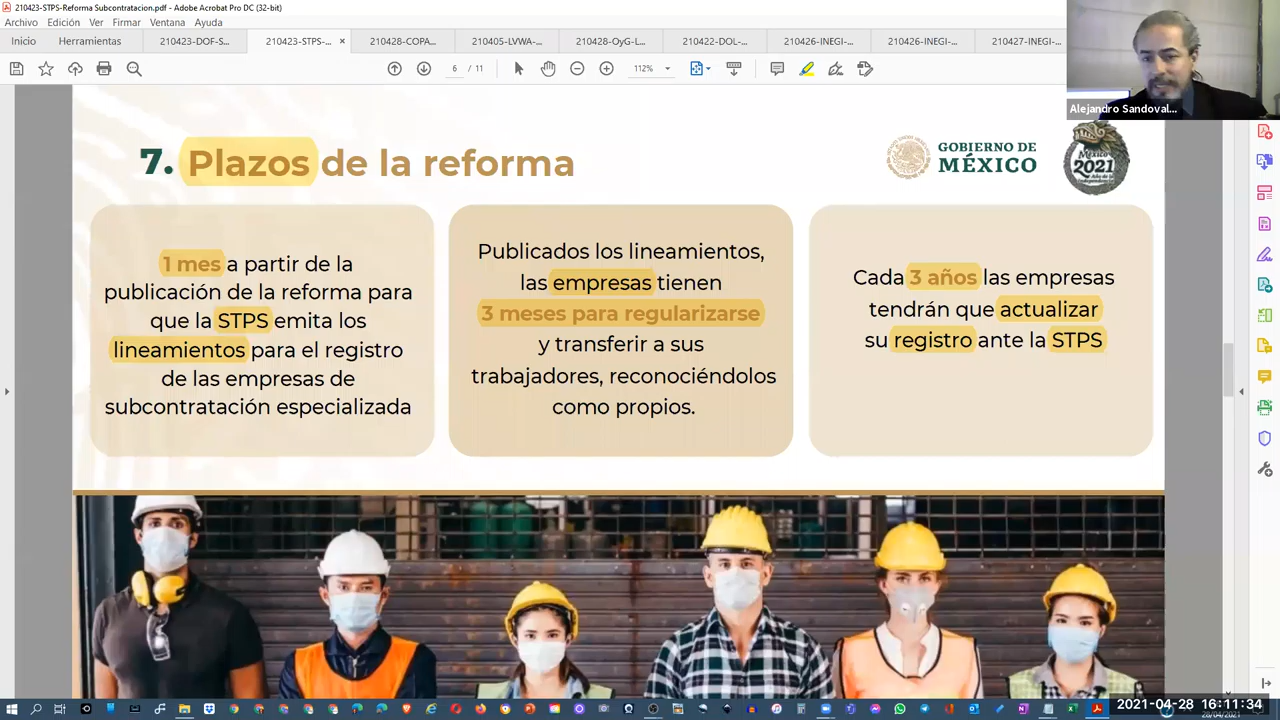 210423-STPS-Reforma Subcontratacion.pdf - Adobe Acrobat Pro DC (32-bit)
Archivo Edición Ver Firmar Ventana Ayuda
Inicio Herramientas 210423-DOF-S... 210423-STPS-... × 210428-COPA... 210405-LVWA-... 210428-OyG-L... 210422-DOL-... 210426-INEGI-... 210426-INEGI-... 210427-INEGI-...
6 / 11 112%
Alejandro Sandoval...
7. Plazos de la reforma
GOBIERNO DE
MÉXICO
México
2021
1 mes a partir de la
publicación de la reforma para
que la STPS emita los
lineamientos para el registro
de las empresas de
subcontratación especializada
Publicados los lineamientos,
las empresas tienen
3 meses para regularizarse
y transferir a sus
trabajadores, reconociéndolos
como propios.
Cada 3 años las empresas
tendrán que actualizar
su registro ante la STPS
2021-04-28 16:11:34
28/04/2021